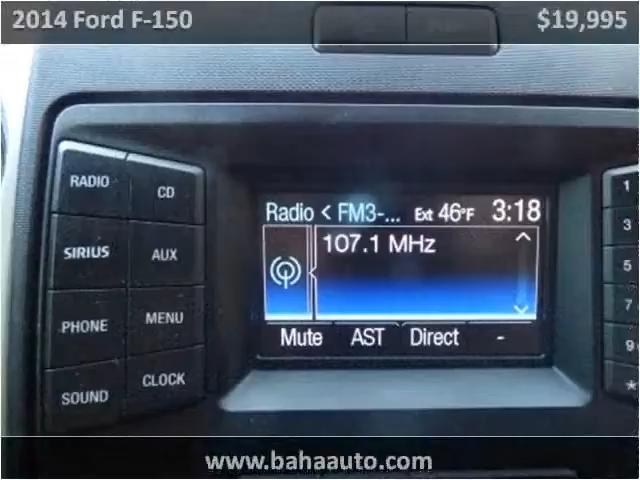 2014 Ford F-150 $19,995
RADIO CD
SIRIUS AUX
PHONE MENU
SOUND CLOCK
Radio < FM3-... Ext 46°F 3:18
107.1 MHz
Mute AST Direct -
1
3
5
7
9
*
www.bahaauto.com